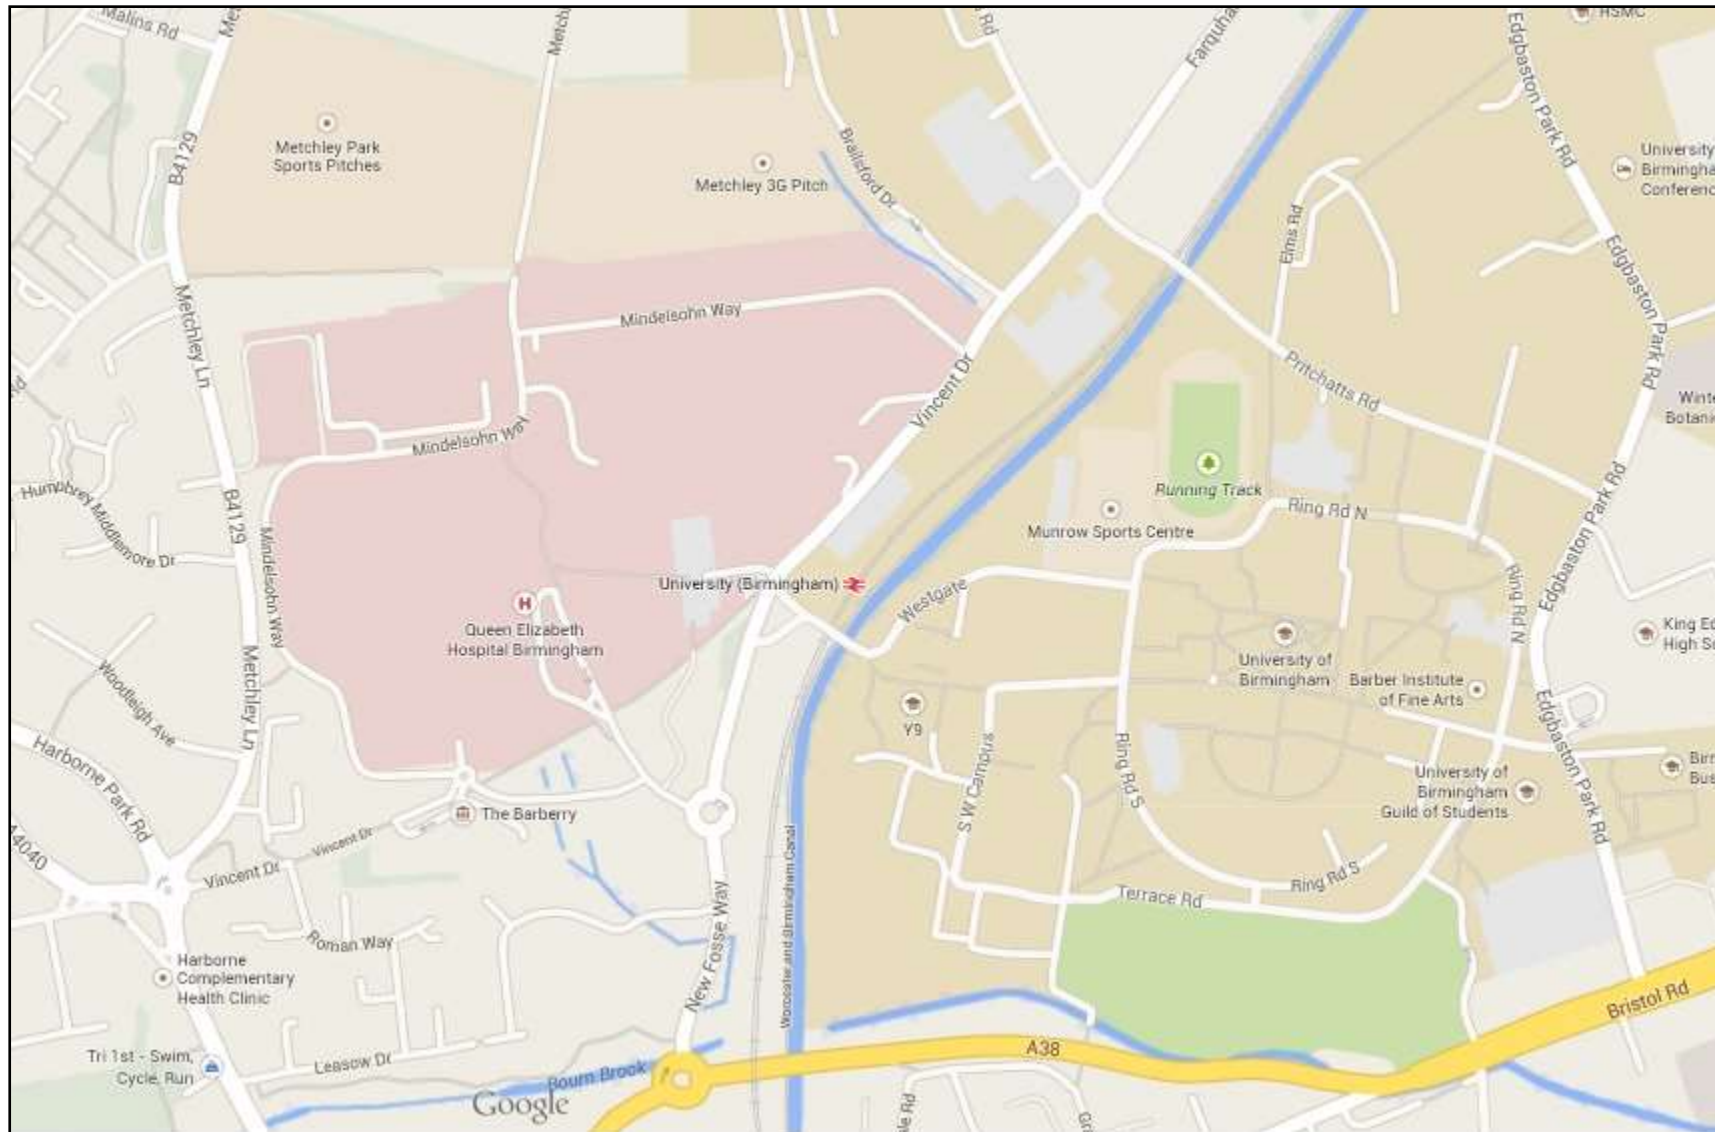 Malins Rd
Farquha
HSMC
B4129
Metchley Park
Sports Pitches
Metchley 3G Pitch
Brailsford Dr
Edgbaston Park Rd
University
Birmingha
Conferenc
Elms Rd
Edgbaston Park Rd
Metchley Ln
Mindelsohn Way
Vincent Dr
Pritchatts Rd
Winte
Botani
Mindelsohn Way
Running Track
Munrow Sports Centre
Ring Rd N
Edgbaston Park Rd
Humphrey Middlemore Dr
B4129
Mindelsohn Way
University (Birmingham)
Westgate
Ring Rd N
H
Queen Elizabeth
Hospital Birmingham
University of
Birmingham
Barber Institute
of Fine Arts
King Ed
High Sc
Metchley Ln
Woodleigh Ave
Y9
Edgbaston Park Rd
Harborne Park Rd
S W Campus
Ring Rd S
University of
Birmingham
Guild of Students
Birm
Bus
The Barberry
A4040
Vincent Dr
Vincent Dr
Worcester and Birmingham Canal
Terrace Rd
Ring Rd S
Roman Way
New Fosse Way
Harborne
Complementary
Health Clinic
Bristol Rd
Tri 1st - Swim,
Cycle, Run
Leasow Dr
Bourn Brook
A38
Google